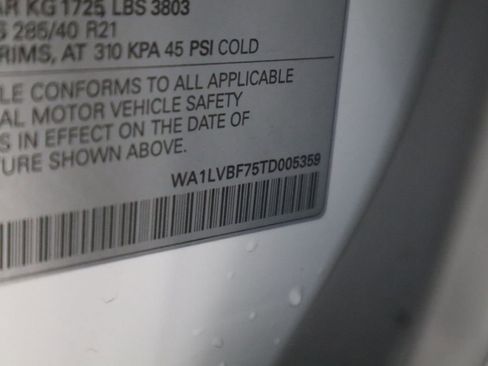 AR KG 1725 LBS 3803
S 285/40 R21
RIMS, AT 310 KPA 45 PSI COLD
LE CONFORMS TO ALL APPLICABLE
AL MOTOR VEHICLE SAFETY
S IN EFFECT ON THE DATE OF
TURE SHOWN ABOVE.
WA1LVBF75TD005359